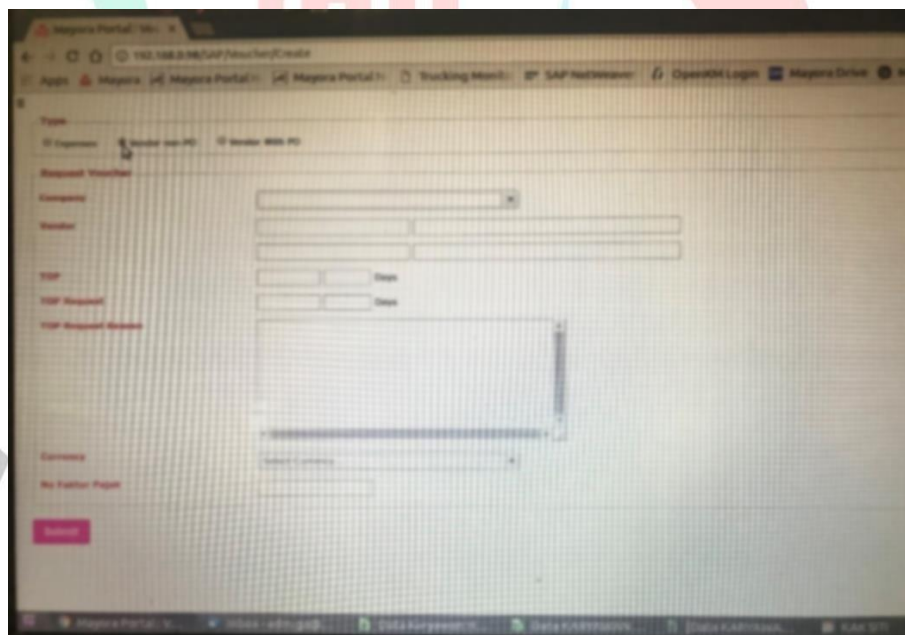 Mayora Portal
192.168.0.98/SAP/Voucher/Create
Apps Mayora Mayora Portal Mayora Portal Trucking Monit SAP NetWeaver OpenKM Login Mayora Drive
Type
Expenses Vendor non PO Vendor With PO
Request Voucher
Company
Vendor
TOP Days
TOP Request Days
TOP Request Reason
Currency Select Currency
No Faktur Pajak
Submit
Mayora Portal Inbox Data Karyawan Data KARYAWAN